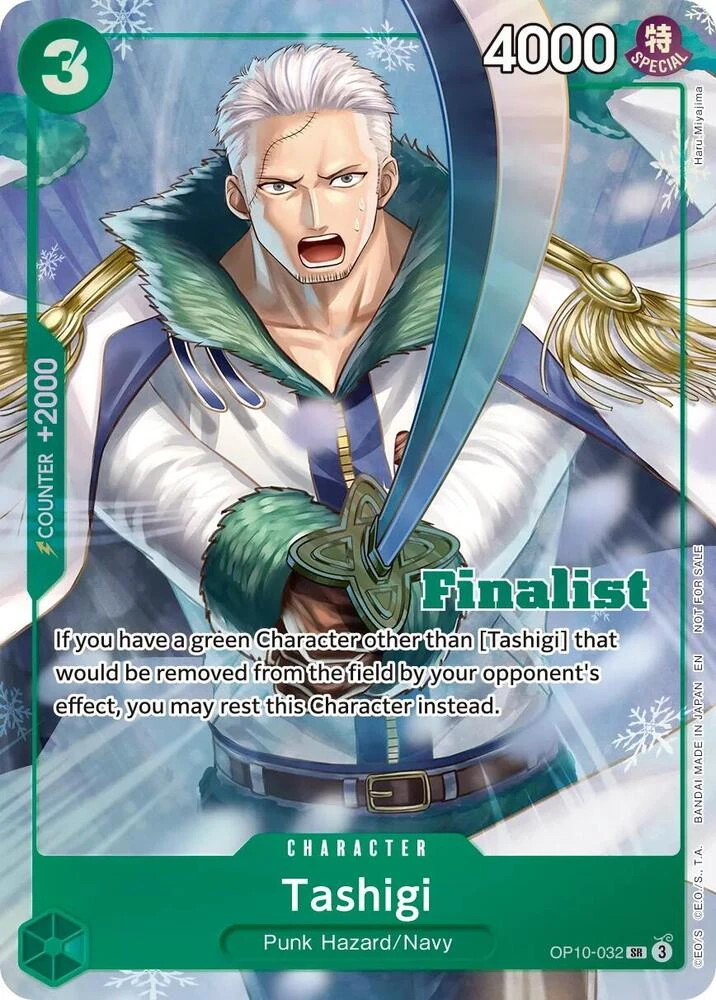 3
4000
特
SPECIAL
Haru Miyajima
COUNTER +2000
Finalist
If you have a green Character other than [Tashigi] that
would be removed from the field by your opponent's
effect, you may rest this Character instead.
CHARACTER
Tashigi
Punk Hazard/Navy
OP10-032 SR 3
©E.O/S ©E.O./S., T.A. BANDAI MADE IN JAPAN EN NOT FOR SALE